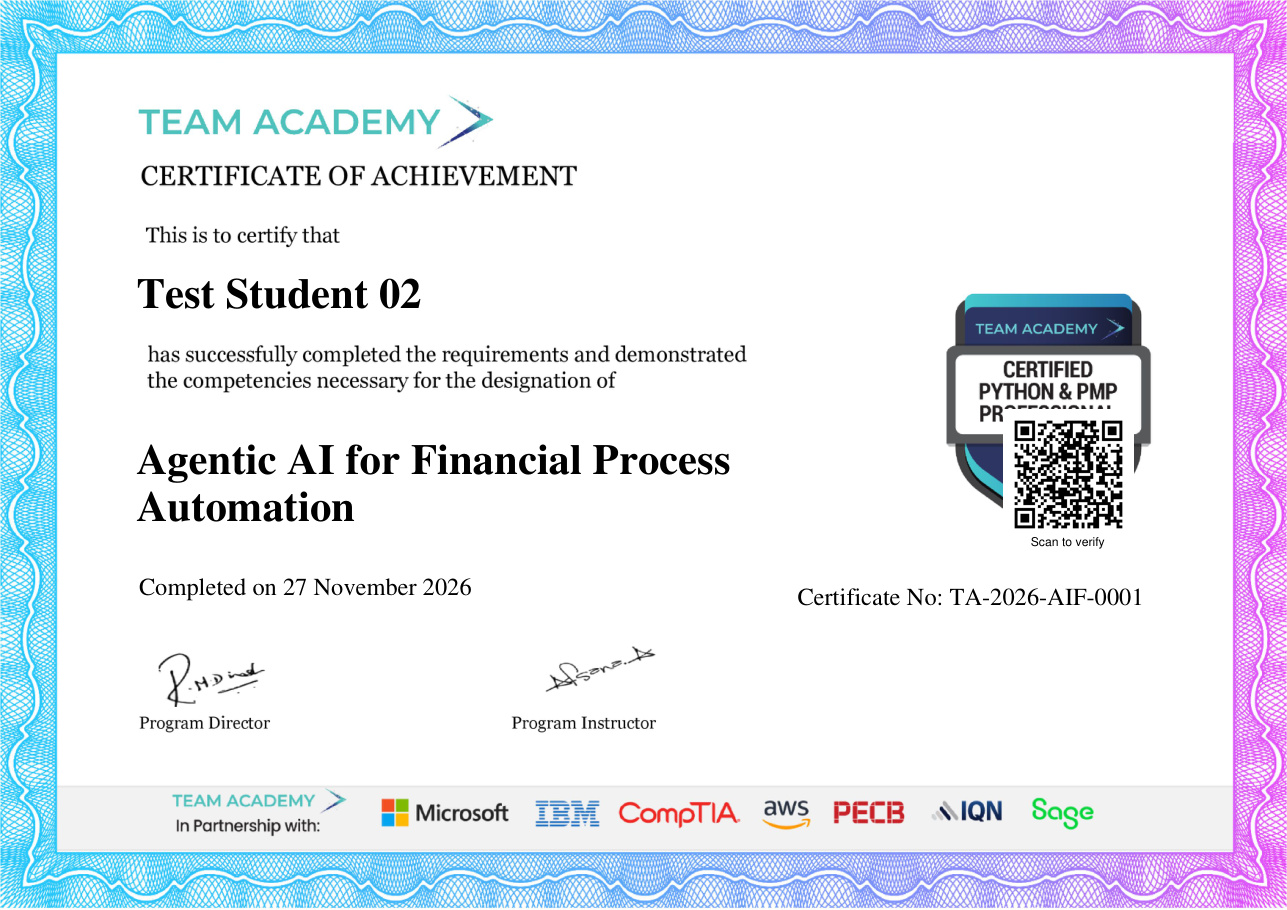 TEAM ACADEMY
CERTIFICATE OF ACHIEVEMENT
This is to certify that
Test Student 02
has successfully completed the requirements and demonstrated
the competencies necessary for the designation of
Agentic AI for Financial Process
Automation
Completed on 27 November 2026
TEAM ACADEMY
CERTIFIED
PYTHON & PMP
PROFESSIONAL
Scan to verify
Certificate No: TA-2026-AIF-0001
Program Director
Program Instructor
TEAM ACADEMY
In Partnership with:
Microsoft
IBM
CompTIA.
aws
PECB
IQN
Sage